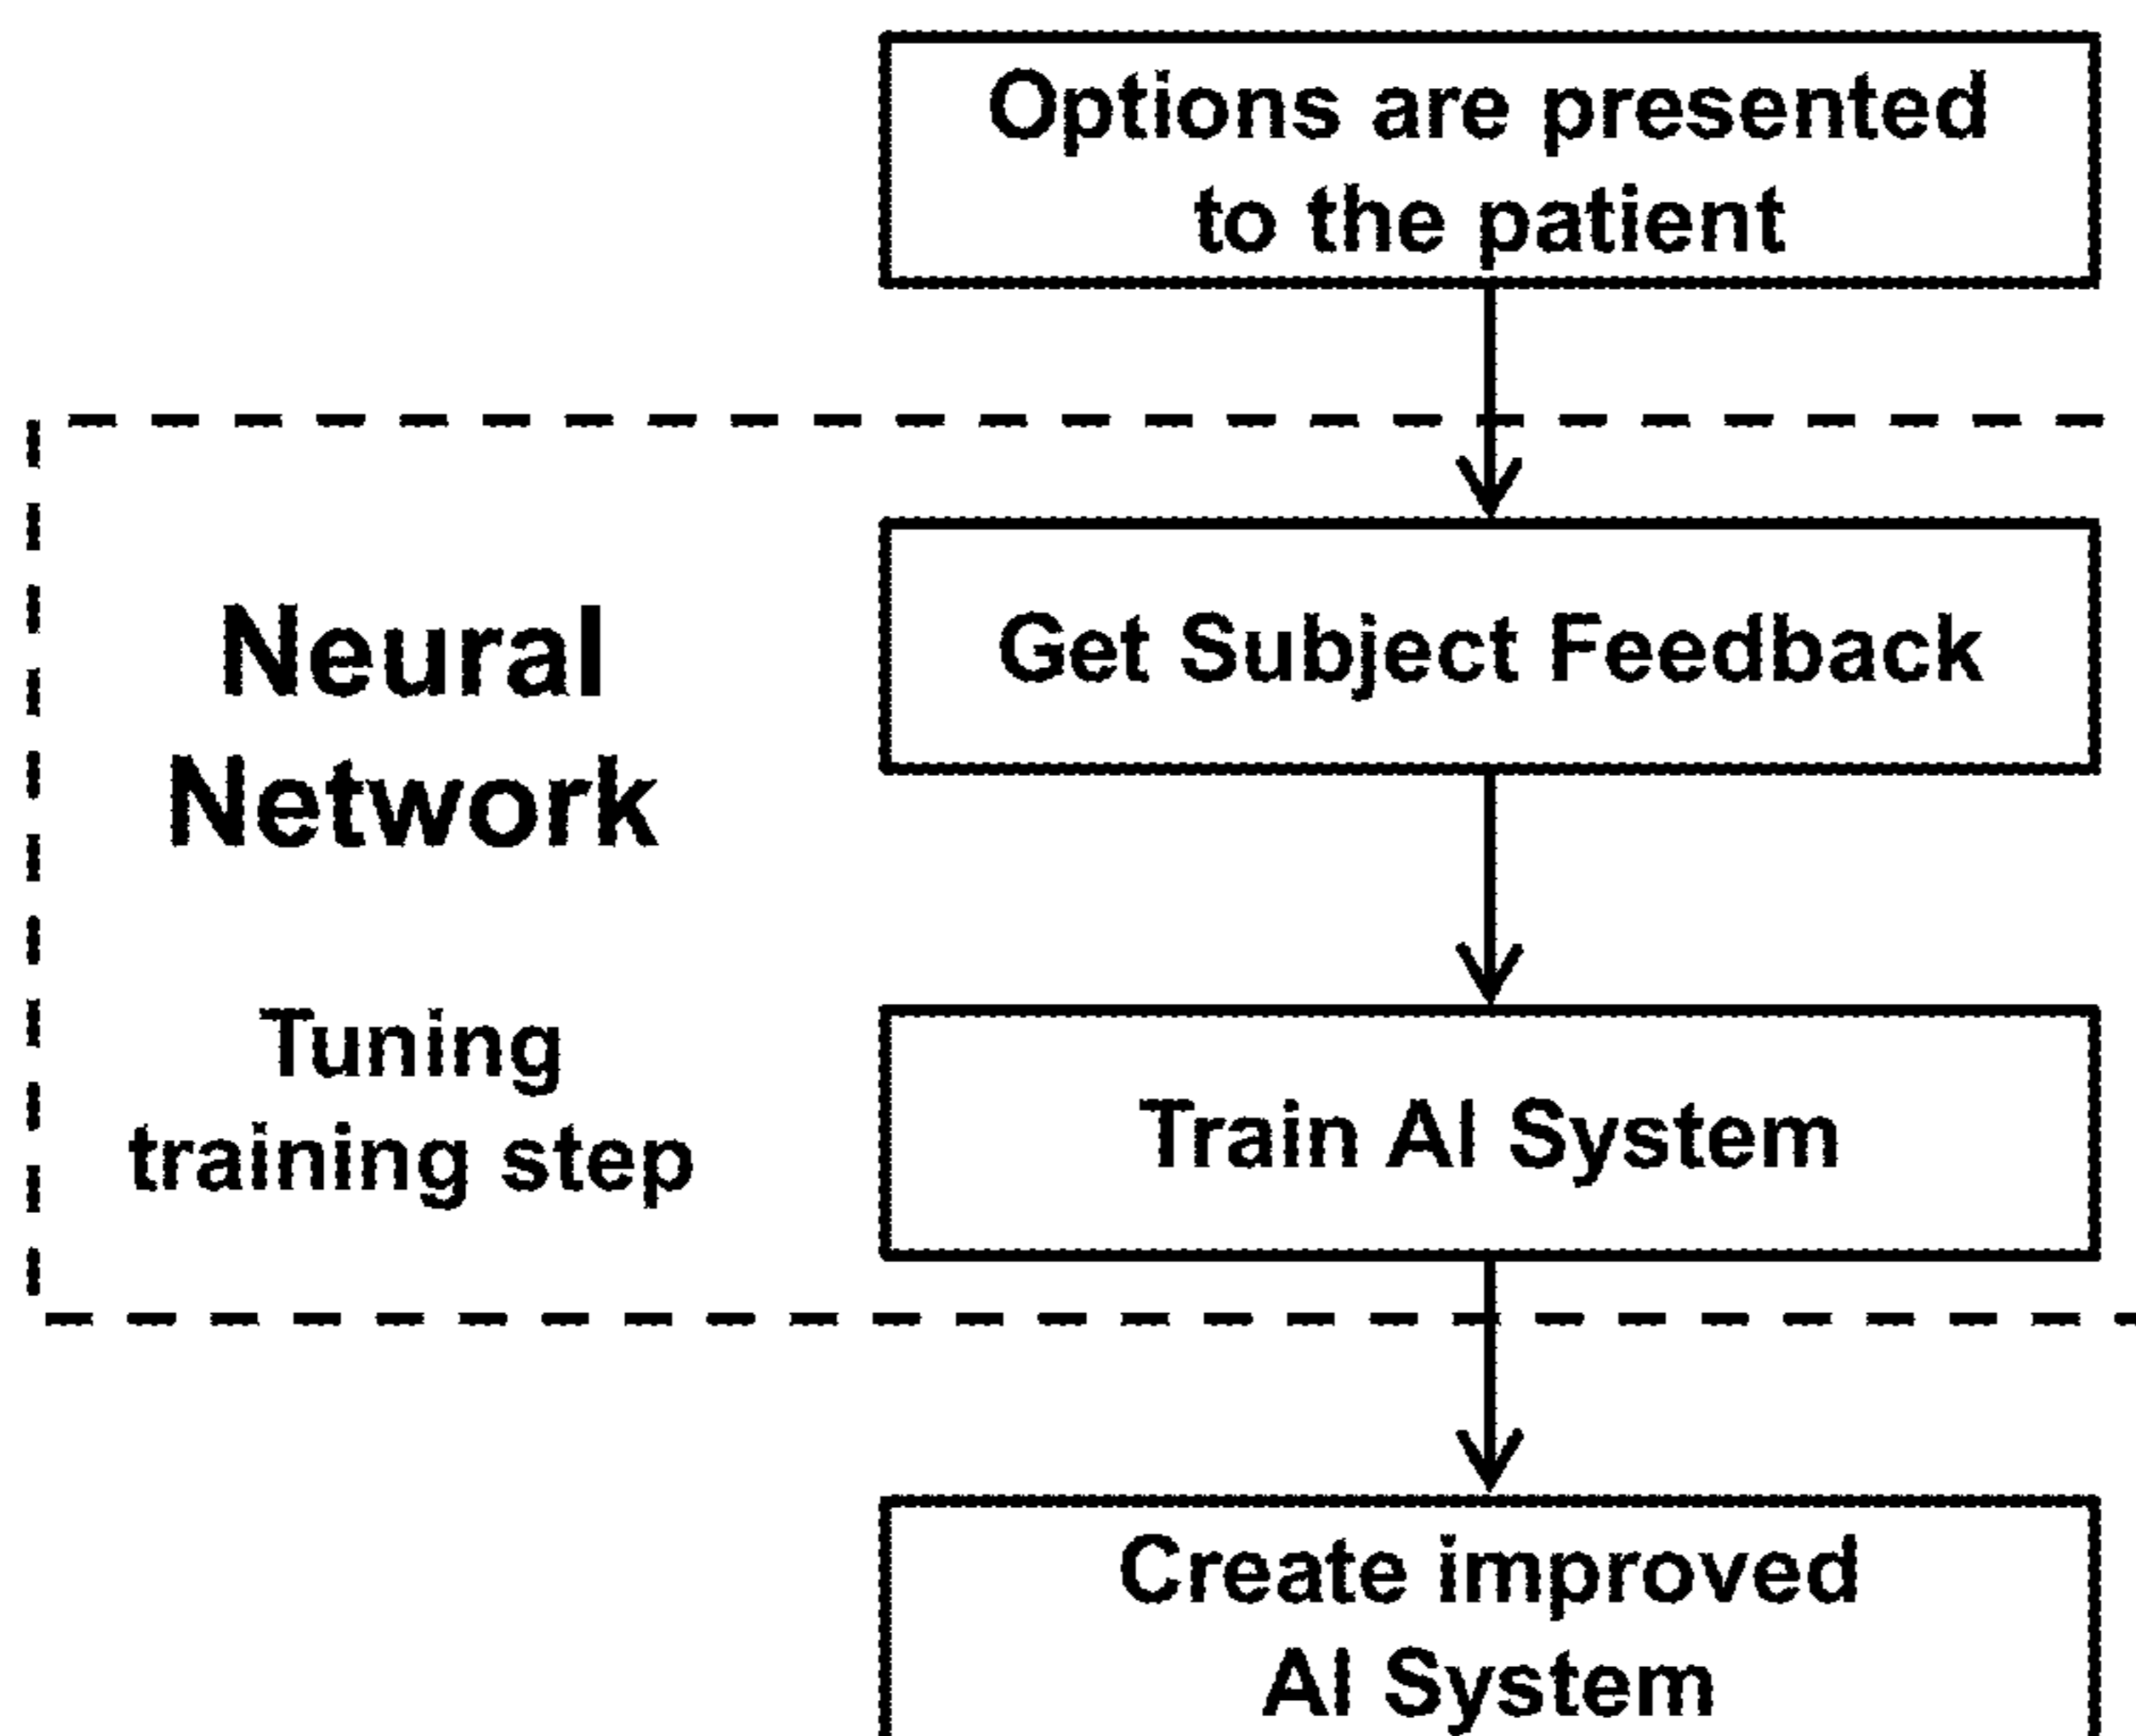 Options are presented
to the patient
Neural
Network
Tuning
training step
Get Subject Feedback
Train AI System
Create improved
AI System